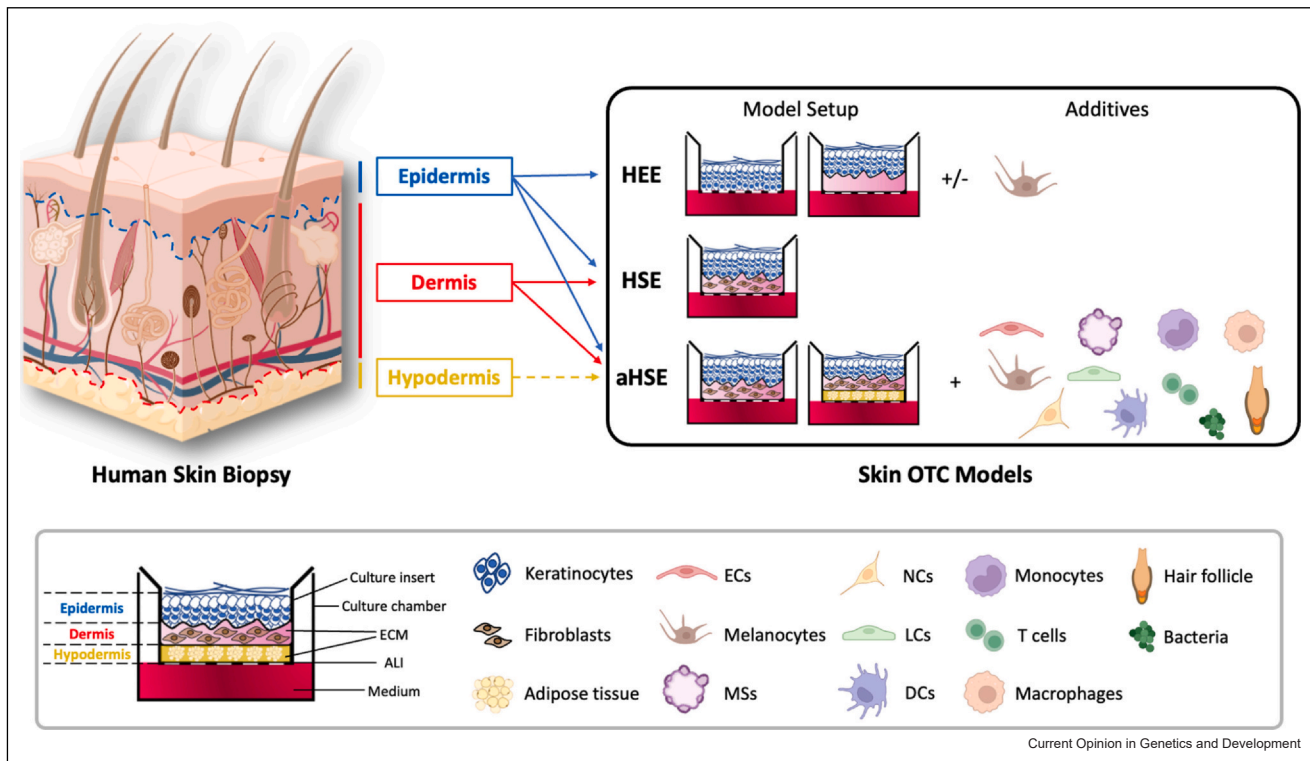 Model Setup
Additives
Epidermis
Dermis
Hypodermis
HEE
+/-
HSE
aHSE
+
Human Skin Biopsy
Skin OTC Models
Epidermis
Dermis
Hypodermis
Culture insert
Culture chamber
ECM
ALI
Medium
Keratinocytes
ECs
NCs
Monocytes
Hair follicle
Fibroblasts
Melanocytes
LCs
T cells
Bacteria
Adipose tissue
MSs
DCs
Macrophages
Current Opinion in Genetics and Development